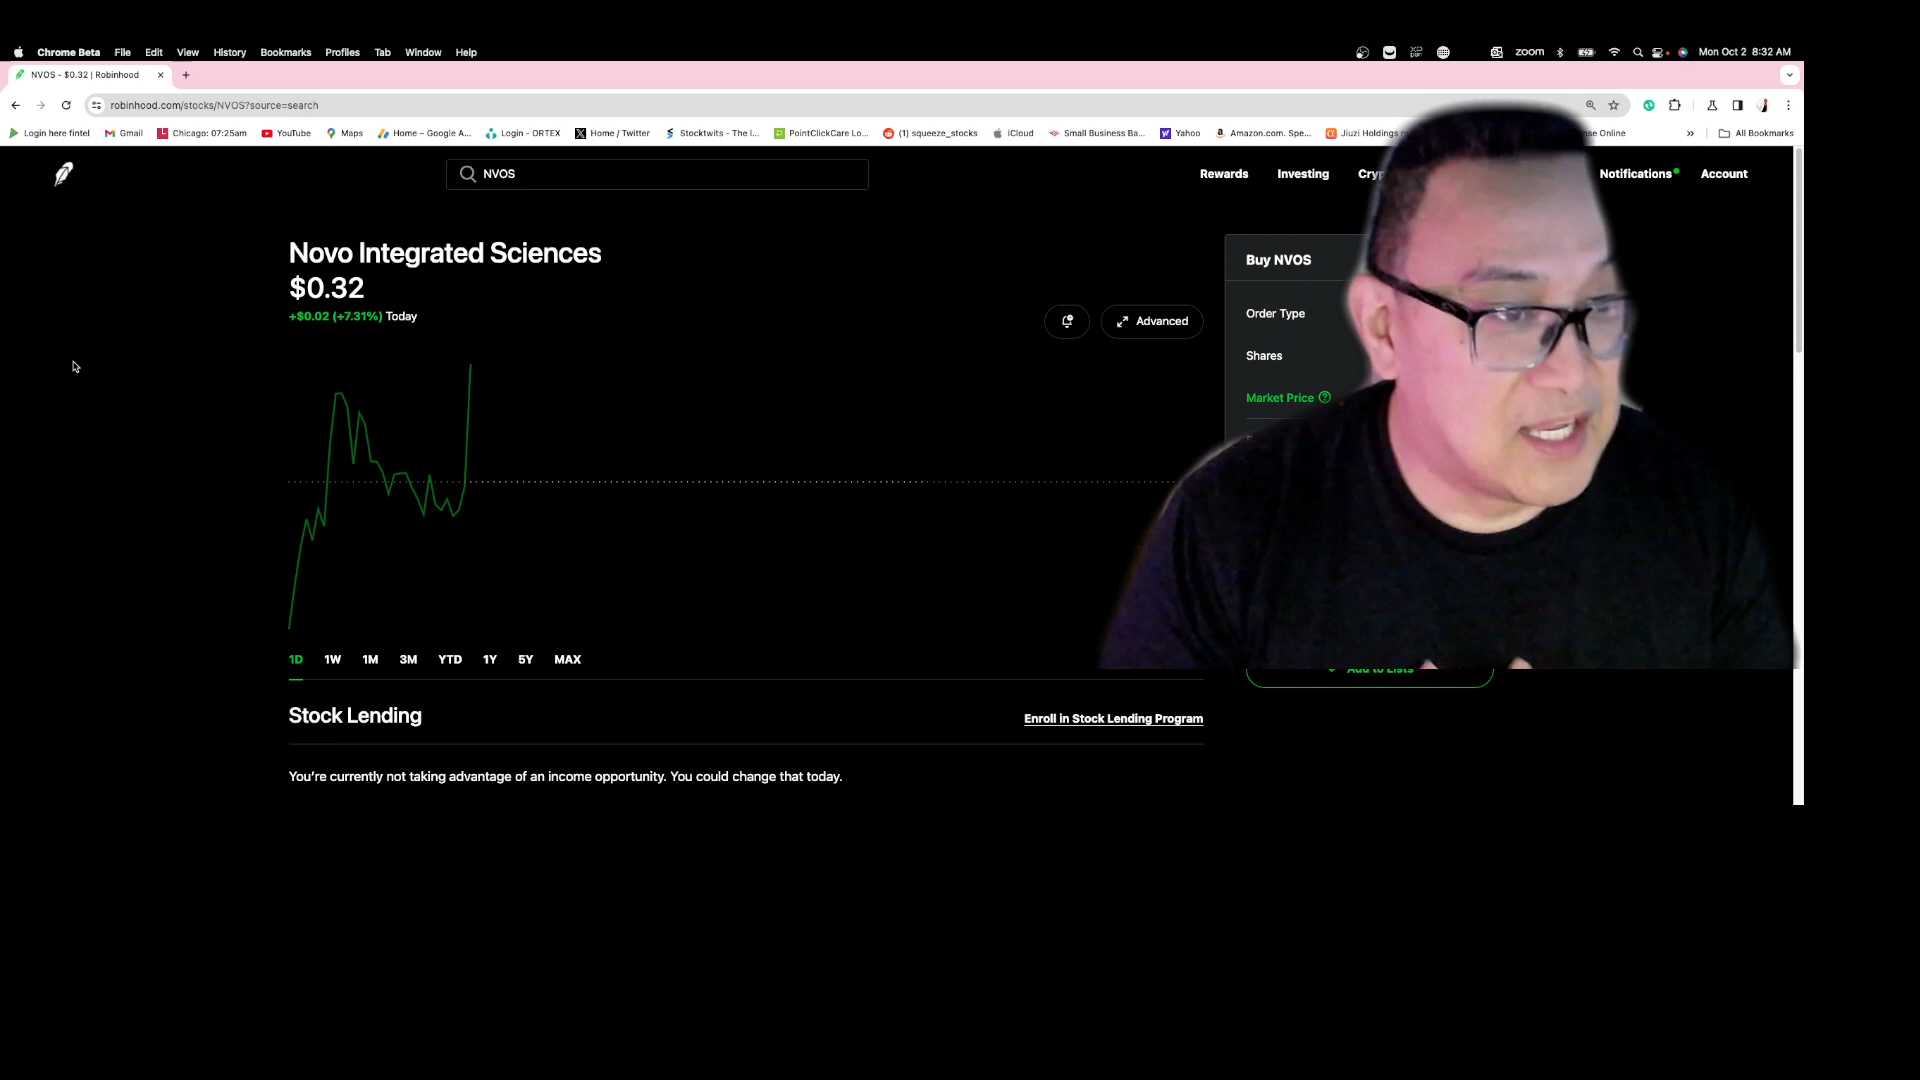 Chrome Beta File Edit View History Bookmarks Profiles Tab Window Help zoom Mon Oct 2 8:32 AM
NVOS - $0.32 | Robinhood
robinhood.com/stocks/NVOS?source=search
Login here fintel Gmail Chicago: 07:25am YouTube Maps Home – Google A... Login - ORTEX Home / Twitter Stocktwits - The l... PointClickCare Lo... (1) squeeze_stocks iCloud Small Business Ba... Yahoo Amazon.com. Spe... Jiuzi Holdings Online » All Bookmarks
NVOS Rewards Investing Notifications Account
Novo Integrated Sciences
$0.32
+$0.02 (+7.31%) Today
Advanced
Buy NVOS
Order Type
Shares
Market Price
1D 1W 1M 3M YTD 1Y 5Y MAX
Add to Lists
Stock Lending
Enroll in Stock Lending Program
You're currently not taking advantage of an income opportunity. You could change that today.